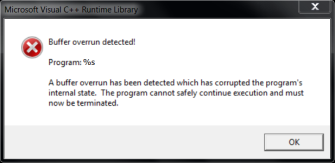 Microsoft Visual C++ Runtime Library
X
Buffer overrun detected!
Program: %s
A buffer overrun has been detected which has corrupted the program's
internal state. The program cannot safely continue execution and must
now be terminated.
OK